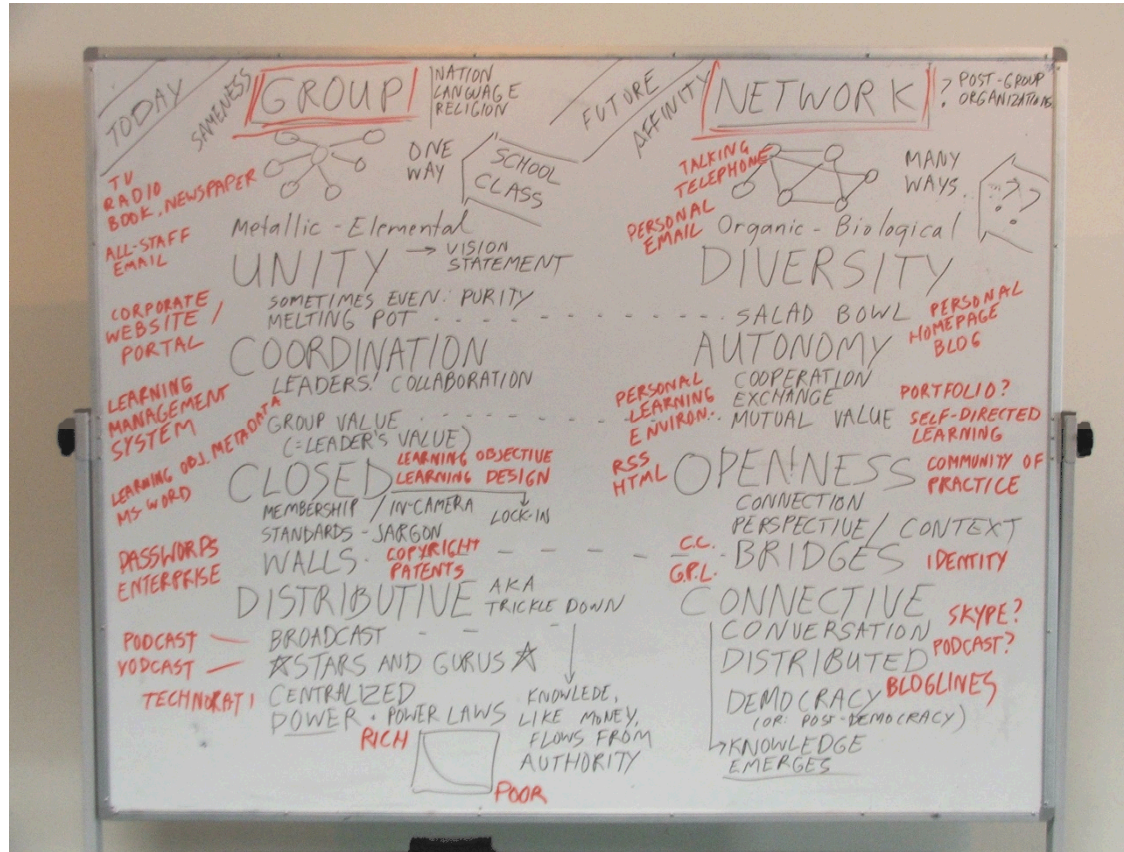 TODAY
SAMENESS
GROUP
NATION
LANGUAGE
RELIGION
ONE
WAY
SCHOOL
CLASS
TV
RADIO
BOOK, NEWSPAPER
ALL-STAFF
EMAIL
Metallic - Elemental
UNITY → VISION
STATEMENT
SOMETIMES EVEN: PURITY
MELTING POT
CORPORATE
WEBSITE /
PORTAL
COORDINATION
LEADERS! COLLABORATION
LEARNING
MANAGEMENT
SYSTEM
GROUP VALUE
(=LEADER'S VALUE)
LEARNING OBJ. METADATA
MS-WORD
CLOSED
LEARNING OBJECTIVE
LEARNING DESIGN
MEMBERSHIP / IN-CAMERA
LOCK-IN
STANDARDS - JARGON
WALLS
COPYRIGHT
PATENTS
PASSWORDS
ENTERPRISE
DISTRIBUTIVE AKA
TRICKLE DOWN
PODCAST
VODCAST
TECHNORATI
BROADCAST
☆STARS AND GURUS☆
CENTRALIZED
POWER · POWER LAWS
RICH
POOR
KNOWLEDE,
LIKE MONEY,
FLOWS FROM
AUTHORITY
FUTURE
AFFINITY
NETWORK
? POST-GROUP
ORGANIZATIONS
TALKING
TELEPHONE
MANY
WAYS
? ?
?
PERSONAL
EMAIL
Organic - Biological
DIVERSITY
SALAD BOWL
PERSONAL
HOMEPAGE
BLOG
AUTONOMY
COOPERATION
EXCHANGE
MUTUAL VALUE
PERSONAL
LEARNING
ENVIRON.
PORTFOLIO?
SELF-DIRECTED
LEARNING
RSS
HTML
OPENNESS
COMMUNITY OF
PRACTICE
CONNECTION
PERSPECTIVE / CONTEXT
C.C.
G.P.L.
BRIDGES
IDENTITY
CONNECTIVE
CONVERSATION
SKYPE?
PODCAST?
DISTRIBUTED
BLOGLINES
DEMOCRACY
(OR: POST-DEMOCRACY)
↳KNOWLEDGE
EMERGES